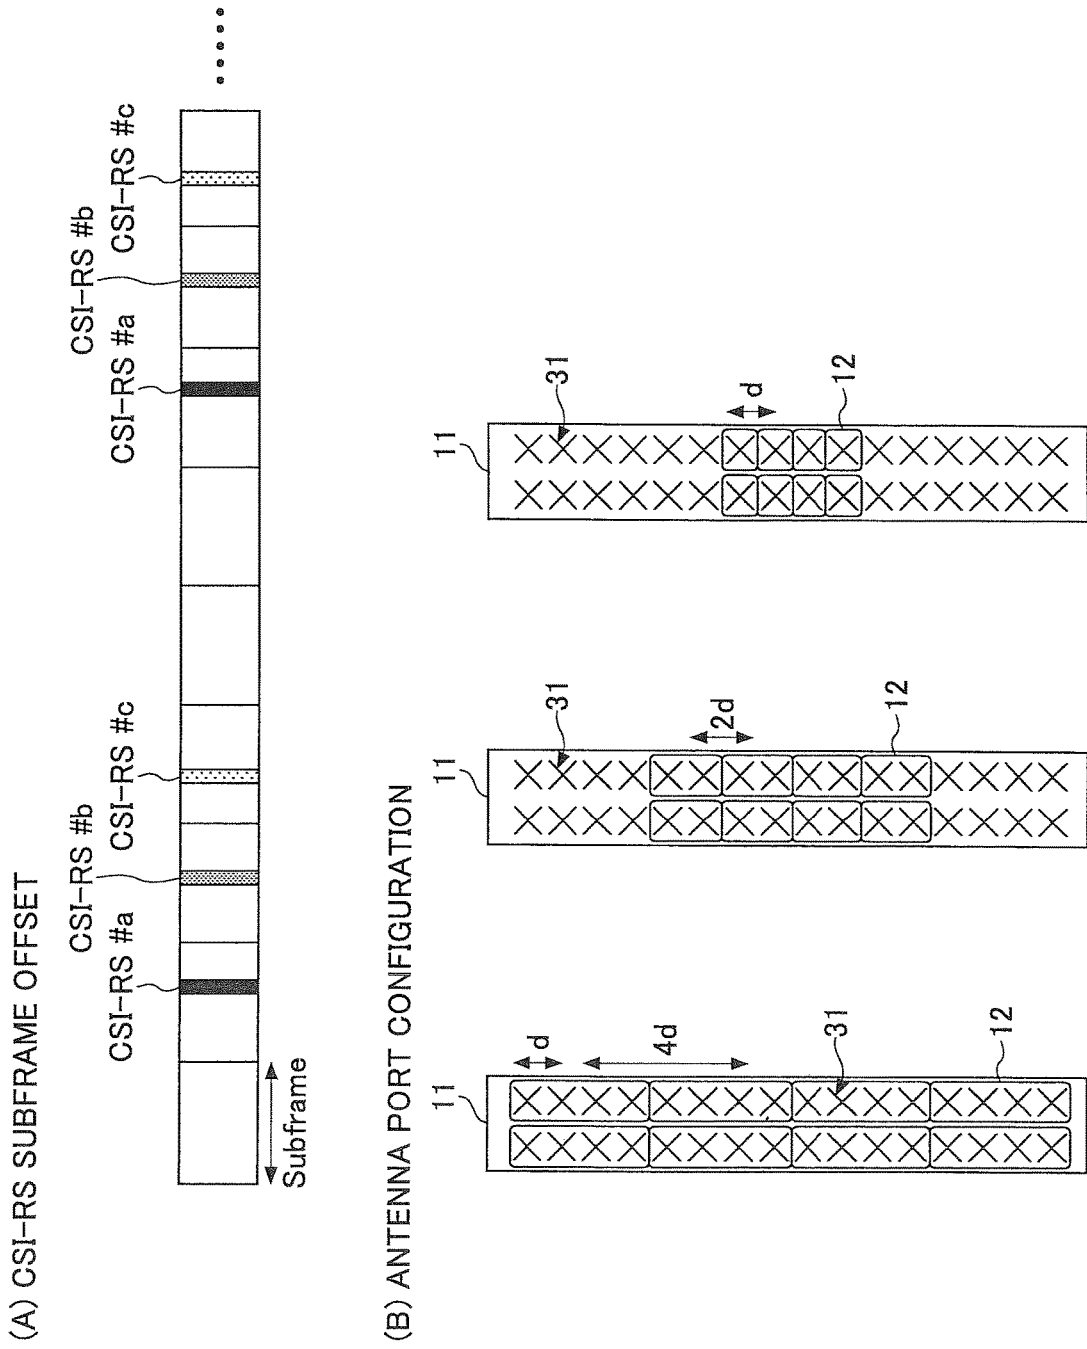 (A) CSI-RS SUBFRAME OFFSET
CSI-RS #a
CSI-RS #b
CSI-RS #c
CSI-RS #a
CSI-RS #b
CSI-RS #c
Subframe
(B) ANTENNA PORT CONFIGURATION
11
d
4d
31
12
11
31
2d
12
11
31
d
12